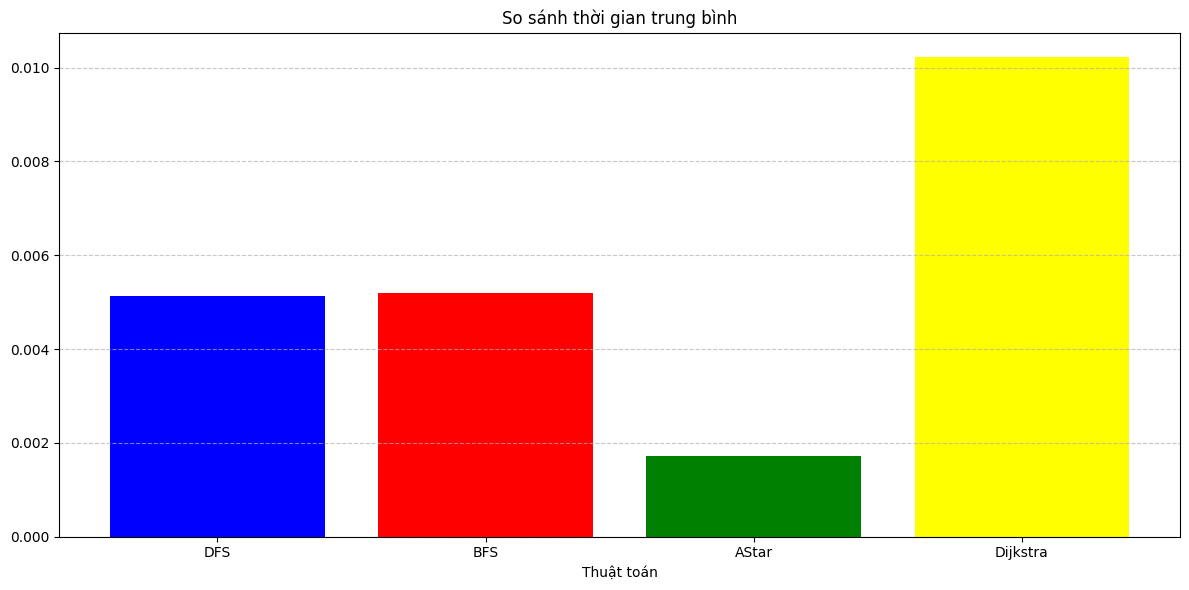 So sánh thời gian trung bình
0.010
0.008
0.006
0.004
0.002
0.000
DFS BFS AStar Dijkstra
Thuật toán